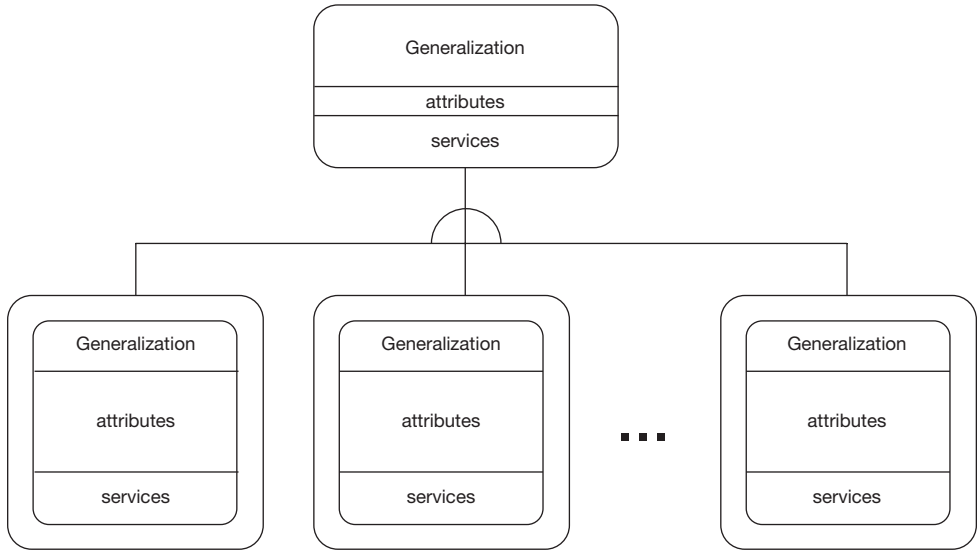 Generalization
attributes
services
Generalization
attributes
services
Generalization
attributes
services
Generalization
attributes
services